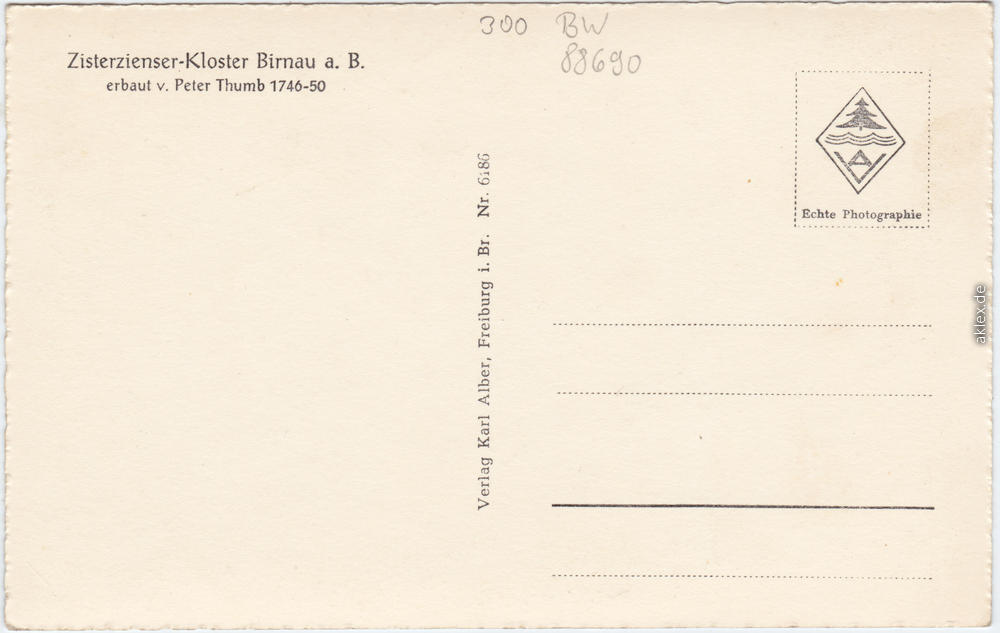 300 BW
88690
Zisterzienser-Kloster Birnau a. B.
erbaut v. Peter Thumb 1746-50
Verlag Karl Alber, Freiburg i. Br. Nr. 6186
Echte Photographie
aklex.de